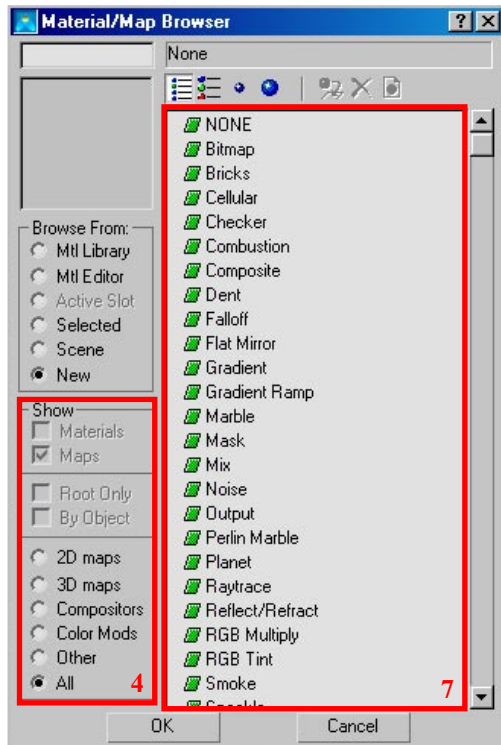 Material/Map Browser
None
Browse From:
Mtl Library
Mtl Editor
Active Slot
Selected
Scene
New
Show
Materials
Maps
Root Only
By Object
2D maps
3D maps
Compositors
Color Mods
Other
All
4
NONE
Bitmap
Bricks
Cellular
Checker
Combustion
Composite
Dent
Falloff
Flat Mirror
Gradient
Gradient Ramp
Marble
Mask
Mix
Noise
Output
Perlin Marble
Planet
Raytrace
Reflect/Refract
RGB Multiply
RGB Tint
Smoke
7
OK
Cancel